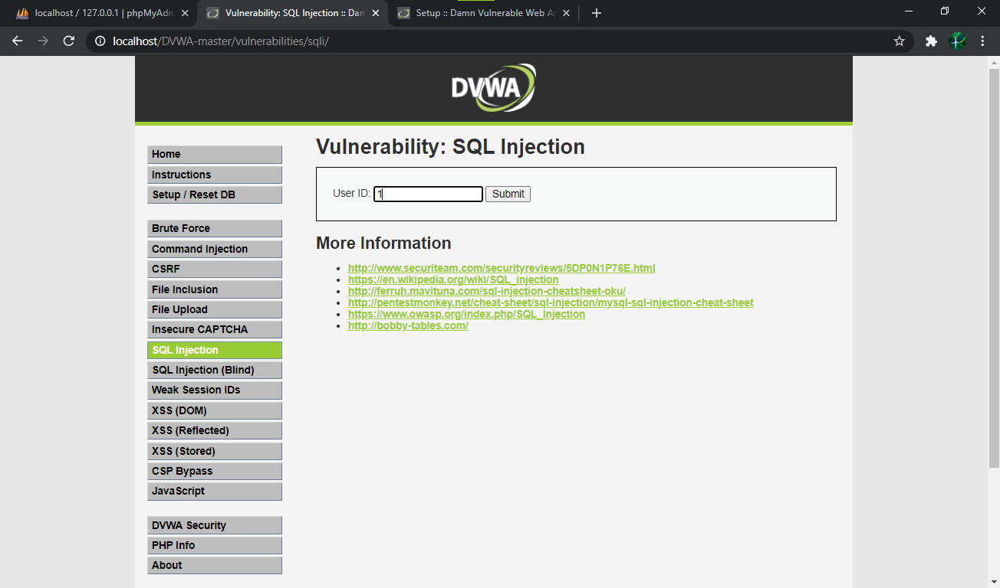 localhost / 127.0.0.1 | phpMyAdm
Vulnerability: SQL Injection :: Dam
Setup :: Damn Vulnerable Web Ap
localhost/DVWA-master/vulnerabilities/sqli/
DVWA
Home
Instructions
Setup / Reset DB
Brute Force
Command Injection
CSRF
File Inclusion
File Upload
Insecure CAPTCHA
SQL Injection
SQL Injection (Blind)
Weak Session IDs
XSS (DOM)
XSS (Reflected)
XSS (Stored)
CSP Bypass
JavaScript
DVWA Security
PHP Info
About
Vulnerability: SQL Injection
User ID: 1 Submit
More Information
http://www.securiteam.com/securityreviews/5DP0N1P76E.html
https://en.wikipedia.org/wiki/SQL_injection
http://ferruh.mavituna.com/sql-injection-cheatsheet-oku/
http://pentestmonkey.net/cheat-sheet/sql-injection/mysql-sql-injection-cheat-sheet
https://www.owasp.org/index.php/SQL_Injection
http://bobby-tables.com/